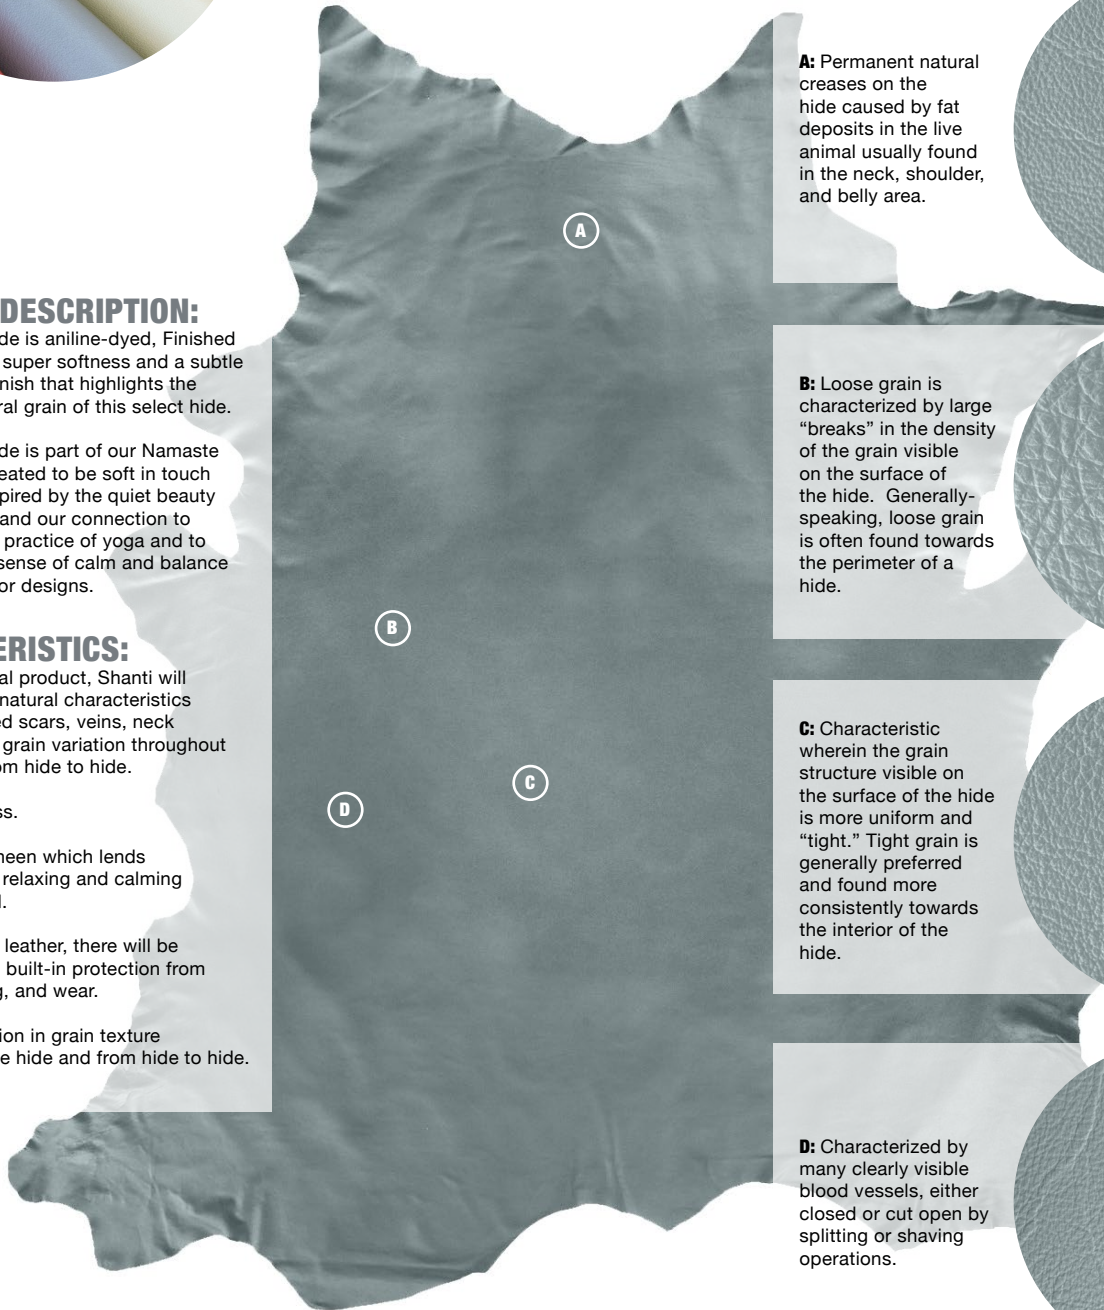 DESCRIPTION:
de is aniline-dyed, Finished
super softness and a subtle
nish that highlights the
ral grain of this select hide.
de is part of our Namaste
eated to be soft in touch
pired by the quiet beauty
and our connection to
practice of yoga and to
sense of calm and balance
or designs.
ERISTICS:
al product, Shanti will
natural characteristics
ed scars, veins, neck
grain variation throughout
om hide to hide.
ss.
neen which lends
relaxing and calming
l.
leather, there will be
built-in protection from
g, and wear.
ion in grain texture
e hide and from hide to hide.
A
B
C
D
A: Permanent natural
creases on the
hide caused by fat
deposits in the live
animal usually found
in the neck, shoulder,
and belly area.
B: Loose grain is
characterized by large
“breaks” in the density
of the grain visible
on the surface of
the hide.  Generally-
speaking, loose grain
is often found towards
the perimeter of a
hide.
C: Characteristic
wherein the grain
structure visible on
the surface of the hide
is more uniform and
“tight.” Tight grain is
generally preferred
and found more
consistently towards
the interior of the
hide.
D: Characterized by
many clearly visible
blood vessels, either
closed or cut open by
splitting or shaving
operations.